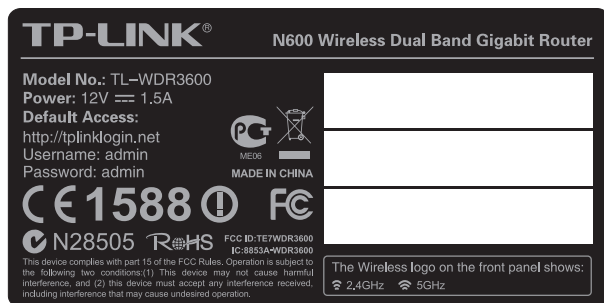 TP-LINK®
N600 Wireless Dual Band Gigabit Router
Model No.: TL-WDR3600
Power: 12V ⎓ 1.5A
Default Access:
http://tplinklogin.net
Username: admin
Password: admin
ME06
MADE IN CHINA
CE1588
FC
N28505
RoHS
FCC ID:TE7WDR3600
IC:8853A-WDR3600
This device complies with part 15 of the FCC Rules. Operation is subject to
the following two conditions:(1) This device may not cause harmful
interference, and (2) this device must accept any interference received,
including interference that may cause undesired operation.
The Wireless logo on the front panel shows:
2.4GHz 5GHz